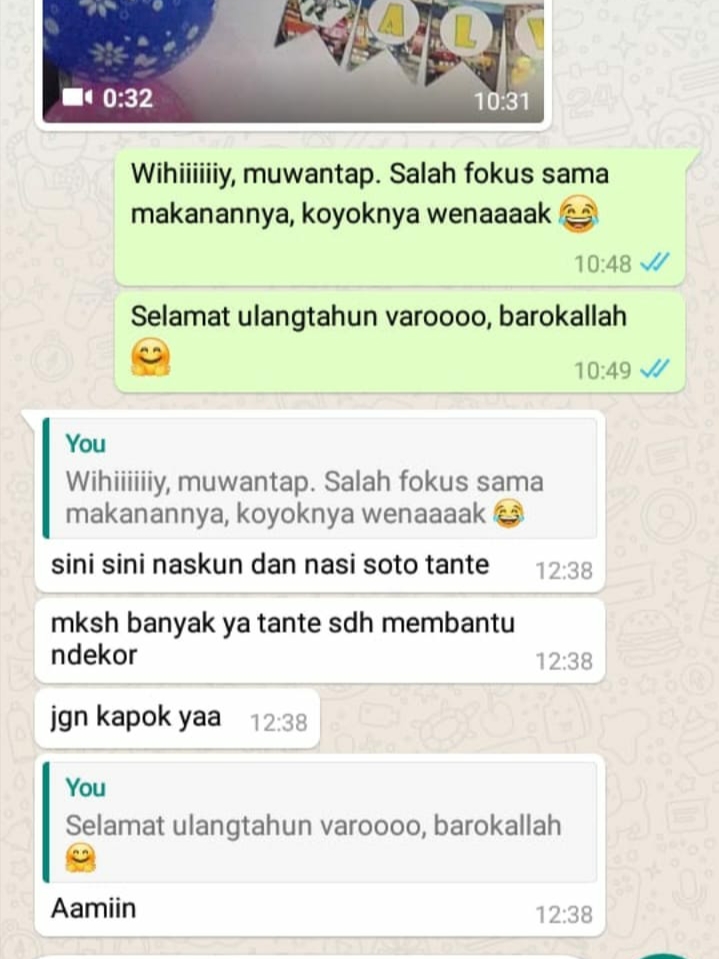 A L
0:32
10:31
Wihiiiiiiy, muwantap. Salah fokus sama
makanannya, koyoknya wenaaaak 😂
10:48
Selamat ulangtahun varoooo, barokallah
🤗
10:49
You
Wihiiiiiiy, muwantap. Salah fokus sama
makanannya, koyoknya wenaaaak 😂
sini sini naskun dan nasi soto tante
12:38
mksh banyak ya tante sdh membantu
ndekor
12:38
jgn kapok yaa
12:38
You
Selamat ulangtahun varoooo, barokallah
🤗
Aamiin
12:38